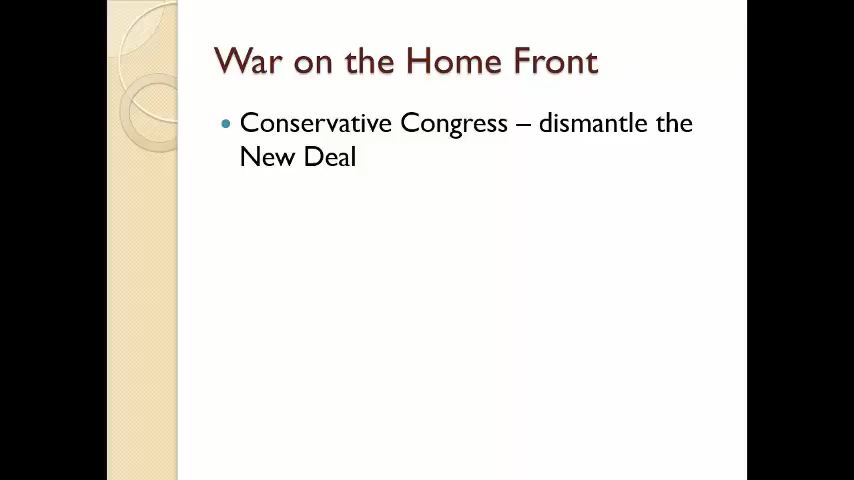 War on the Home Front
• Conservative Congress – dismantle the
New Deal